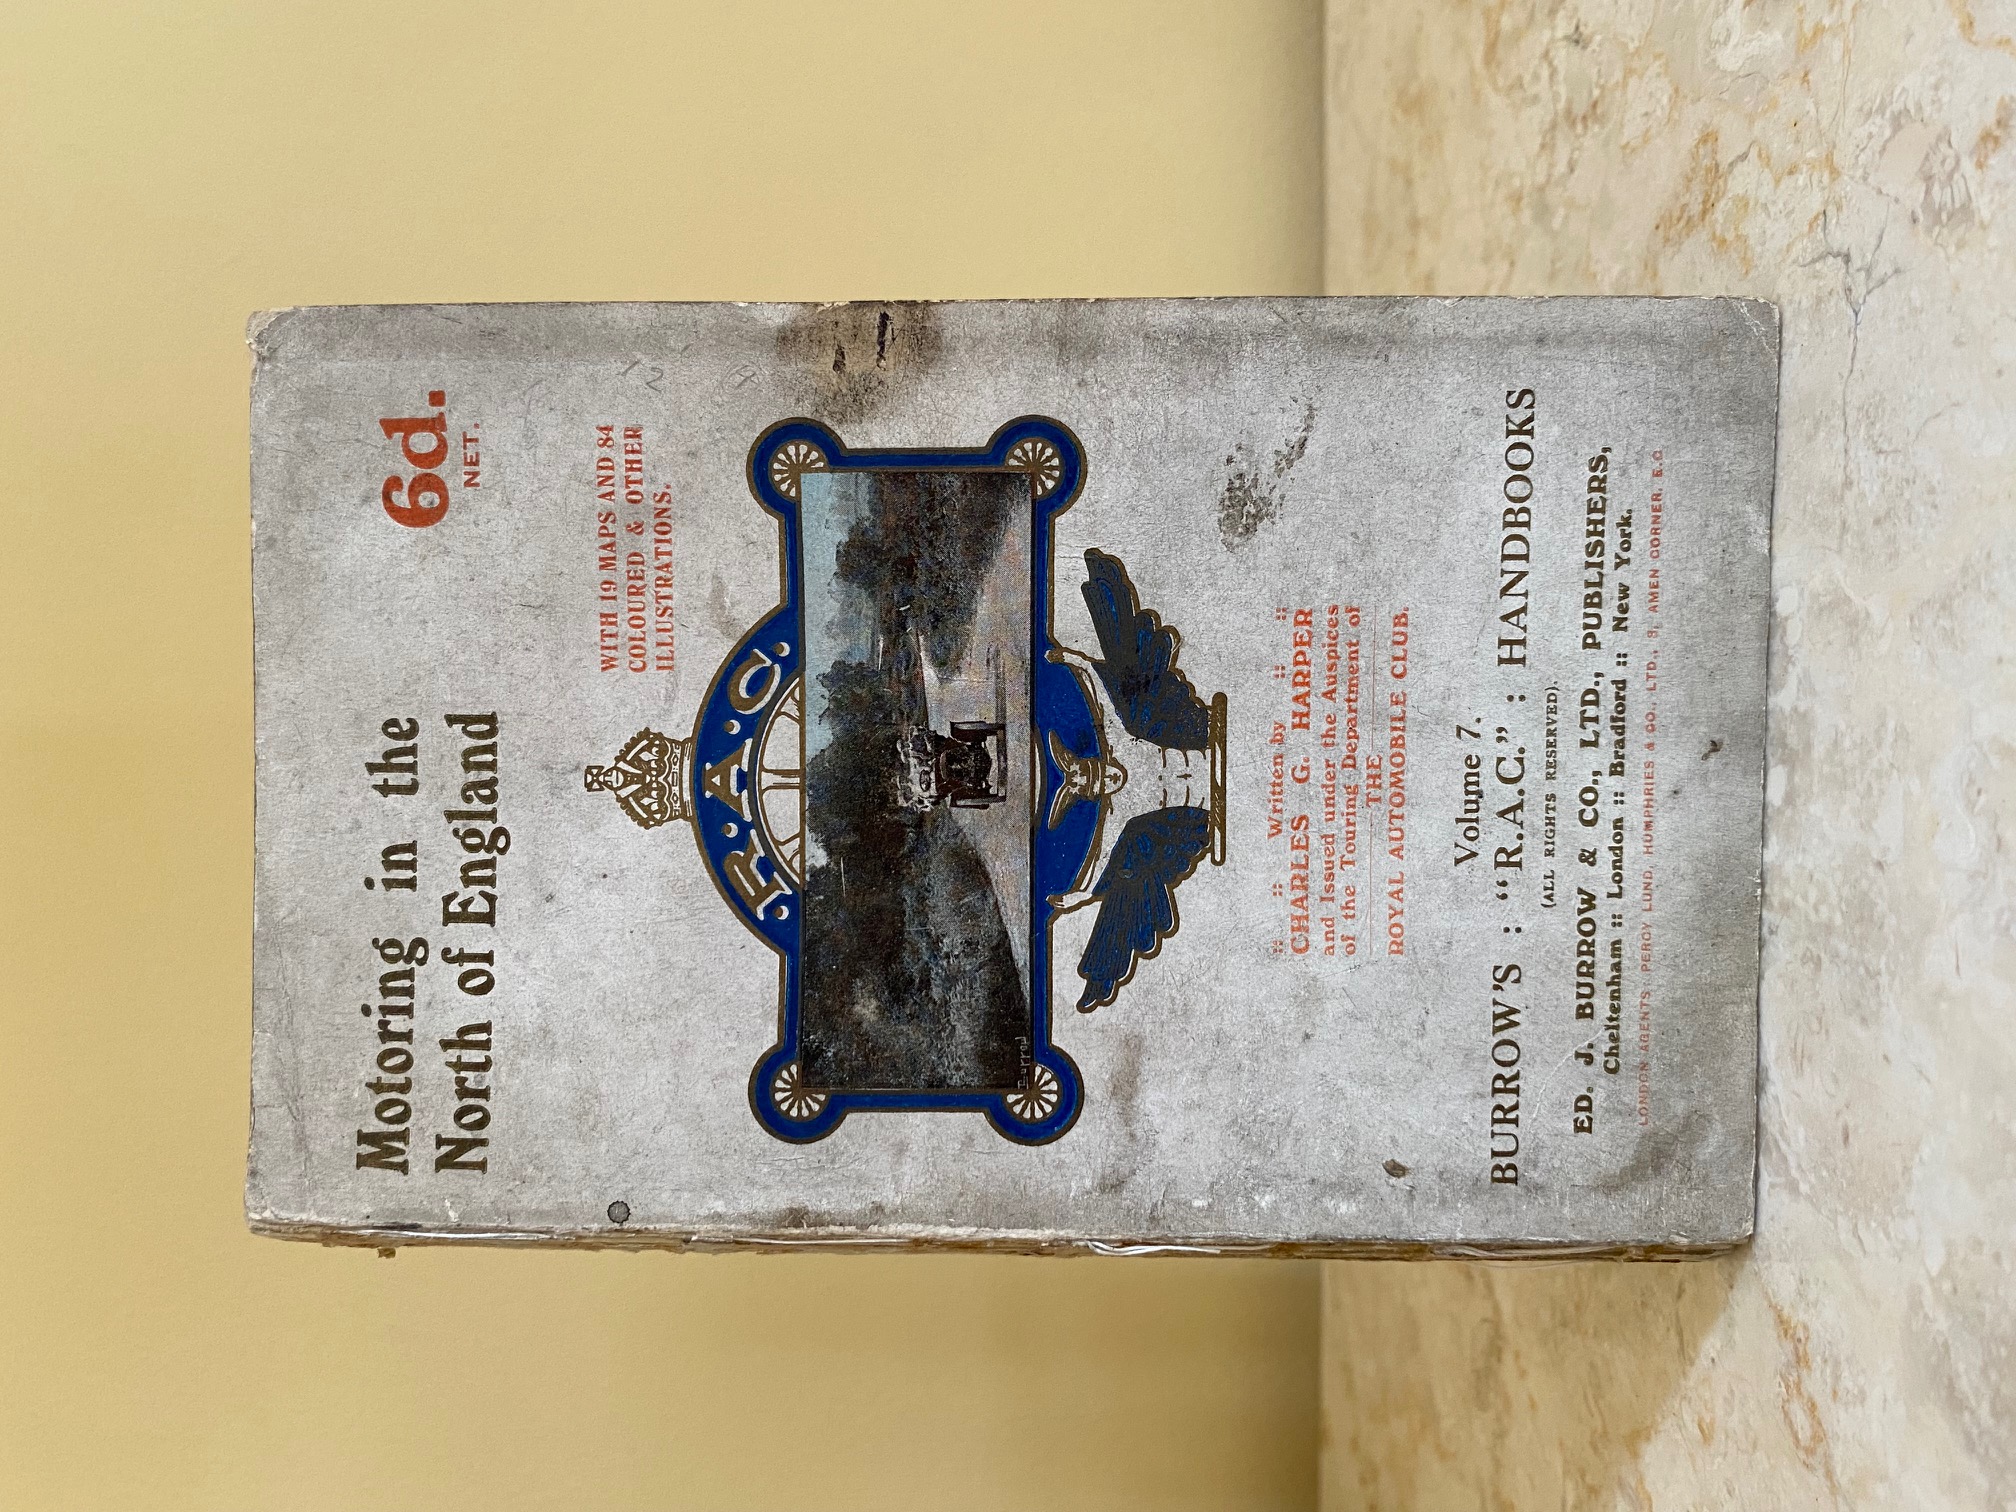 Motoring in the
North of England
6d.
NET.
WITH 19 MAPS AND 84
COLOURED & OTHER
ILLUSTRATIONS.
·R·A·C·
Burrow
:: :: Written by :: ::
CHARLES G. HARPER
and Issued under the Auspices
of the Touring Department of
THE
ROYAL AUTOMOBILE CLUB.
Volume 7.
BURROW'S : "R.A.C." : HANDBOOKS
(ALL RIGHTS RESERVED).
ED. J. BURROW & CO., LTD., PUBLISHERS,
Cheltenham :: London :: Bradford :: New York.
LONDON AGENTS PERCY LUND, HUMPHRIES & CO., LTD., 3, AMEN CORNER, E.C.